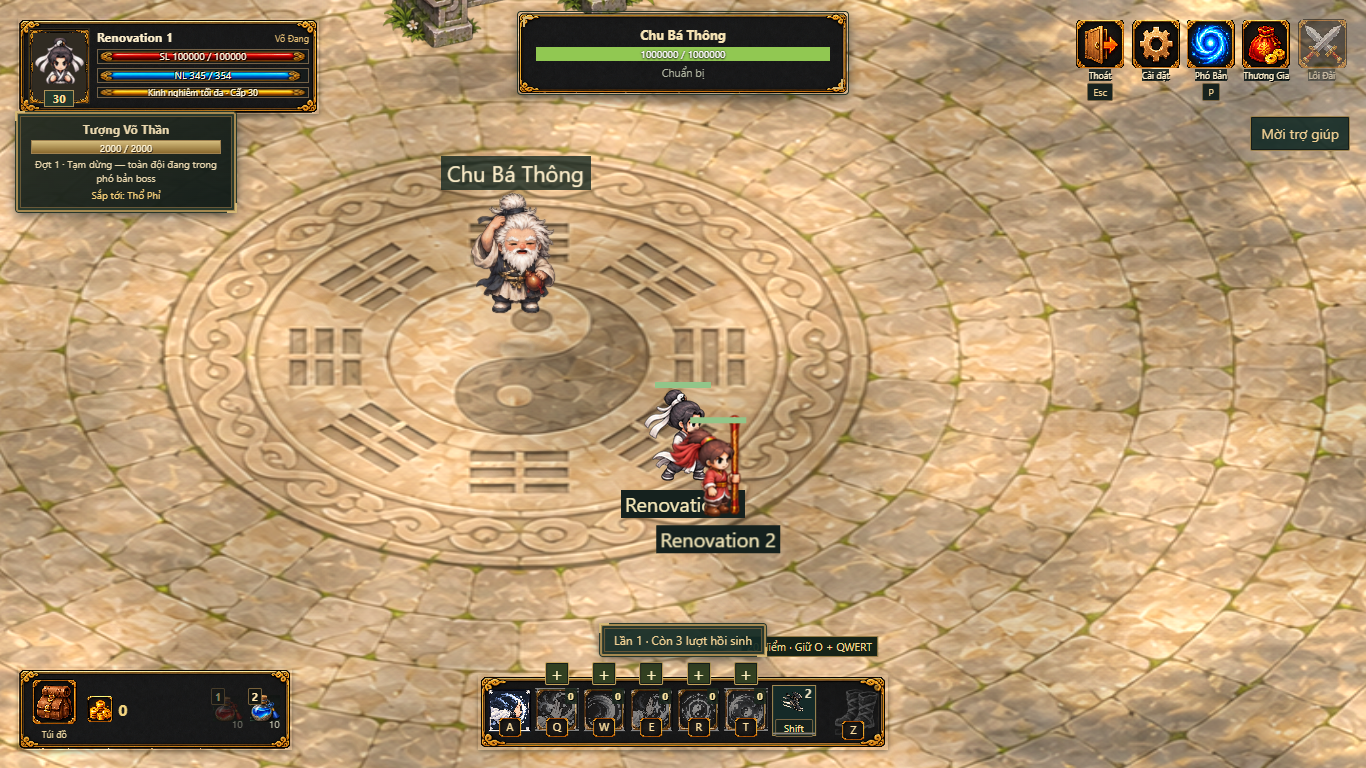 Renovation 1
Võ Đang
SL 100000 / 100000
NL 345 / 354
Kinh nghiệm tối đa · Cấp 30
30
Tượng Võ Thần
2000 / 2000
Đợt 1 · Tạm dừng — toàn đội đang trong
phó bản boss
Sắp tới: Thổ Phỉ
Chu Bá Thông
1000000 / 1000000
Chuẩn bị
Thoát
Cài đặt
Phó Bản
Thương Gia
Lôi Đài
Esc
P
Mời trợ giúp
Chu Bá Thông
Renovatio
Renovation 2
Lần 1 · Còn 3 lượt hồi sinh
iểm · Giữ O + QWERT
+ + + + +
0 0 0 0 0 2
A Q W E R T Shift Z
0
1 2
10 10
Túi đồ